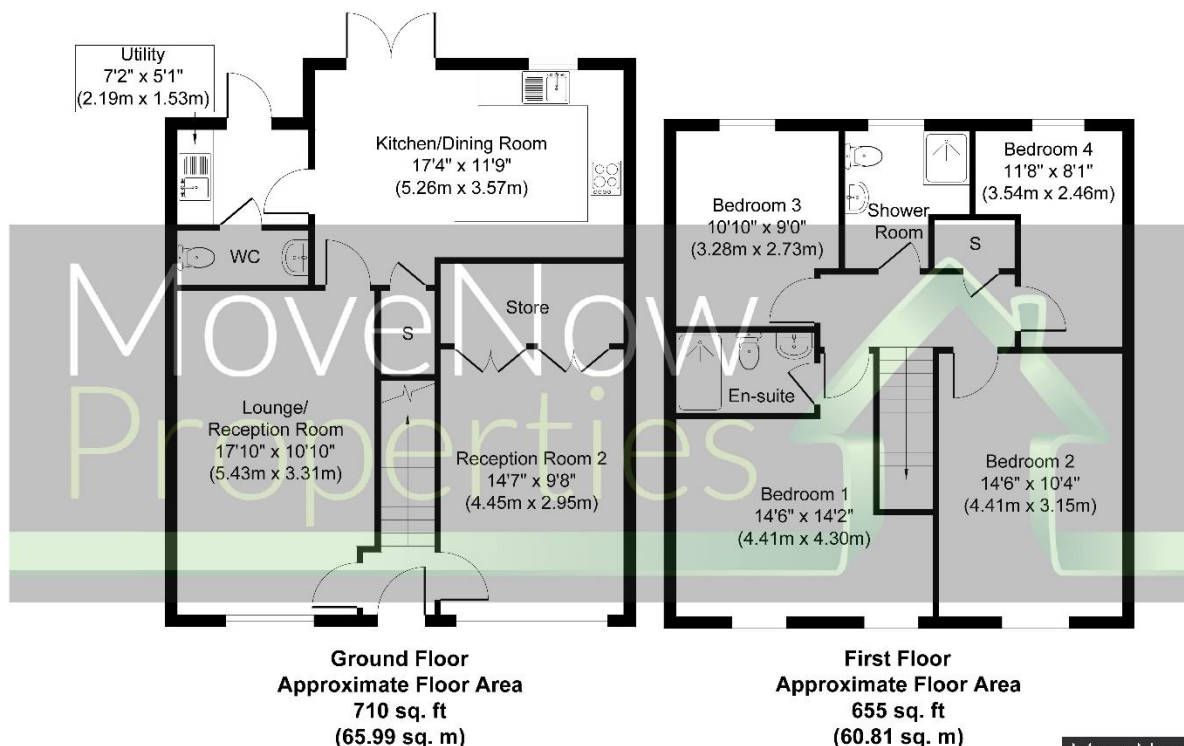 Utility
7'2" x 5'1"
(2.19m x 1.53m)
Kitchen/Dining Room
17'4" x 11'9"
(5.26m x 3.57m)
WC
Store
S
Lounge/
Reception Room
17'10" x 10'10"
(5.43m x 3.31m)
Reception Room 2
14'7" x 9'8"
(4.45m x 2.95m)
Ground Floor
Approximate Floor Area
710 sq. ft
(65.99 sq. m)
Bedroom 3
10'10" x 9'0"
(3.28m x 2.73m)
Shower
Room
S
Bedroom 4
11'8" x 8'1"
(3.54m x 2.46m)
En-suite
Bedroom 1
14'6" x 14'2"
(4.41m x 4.30m)
Bedroom 2
14'6" x 10'4"
(4.41m x 3.15m)
First Floor
Approximate Floor Area
655 sq. ft
(60.81 sq. m)
MoveNow
Properties